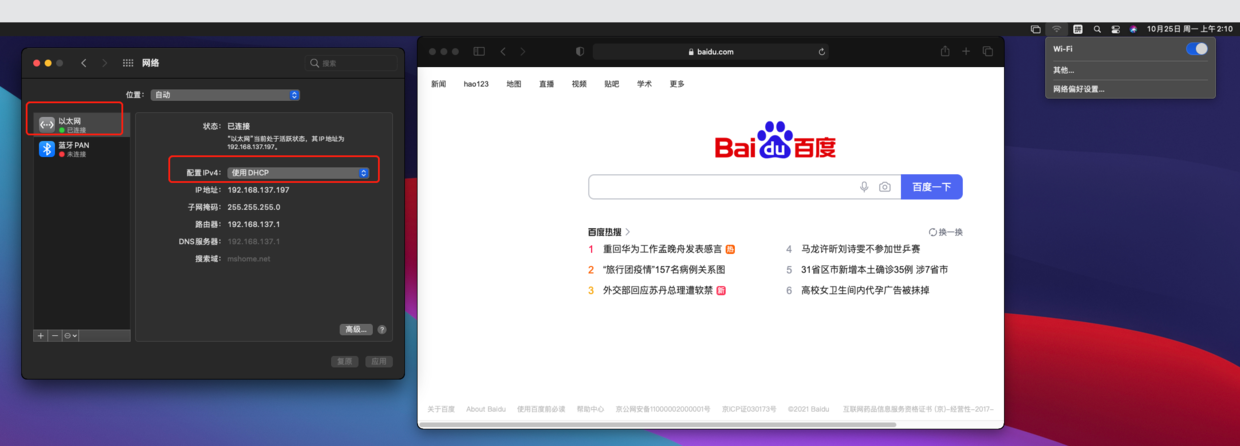 拼
10月25日 周一 上午2:10
网络
搜索
位置：
自动
以太网
已连接
蓝牙 PAN
未连接
状态：
已连接
“以太网”当前处于活跃状态，其 IP 地址为
192.168.137.197。
配置 IPv4：
使用 DHCP
IP 地址：
192.168.137.197
子网掩码：
255.255.255.0
路由器：
192.168.137.1
DNS 服务器：
192.168.137.1
搜索域：
mshome.net
高级...
?
复原
应用
baidu.com
新闻
hao123
地图
直播
视频
贴吧
学术
更多
Bai du 百度
百度一下
百度热搜
换一换
1 重回华为工作孟晚舟发表感言 热
2 “旅行团疫情”157名病例关系图
3 外交部回应苏丹总理遭软禁 新
4 马龙许昕刘诗雯不参加世乒赛
5 31省区市新增本土确诊35例 涉7省市
6 高校女卫生间内代孕广告被抹掉
关于百度
About Baidu
使用百度前必读
帮助中心
京公网安备11000002000001号
京ICP证030173号
©2021 Baidu
互联网药品信息服务资格证书 (京)-经营性-2017-
Wi-Fi
其他...
网络偏好设置...